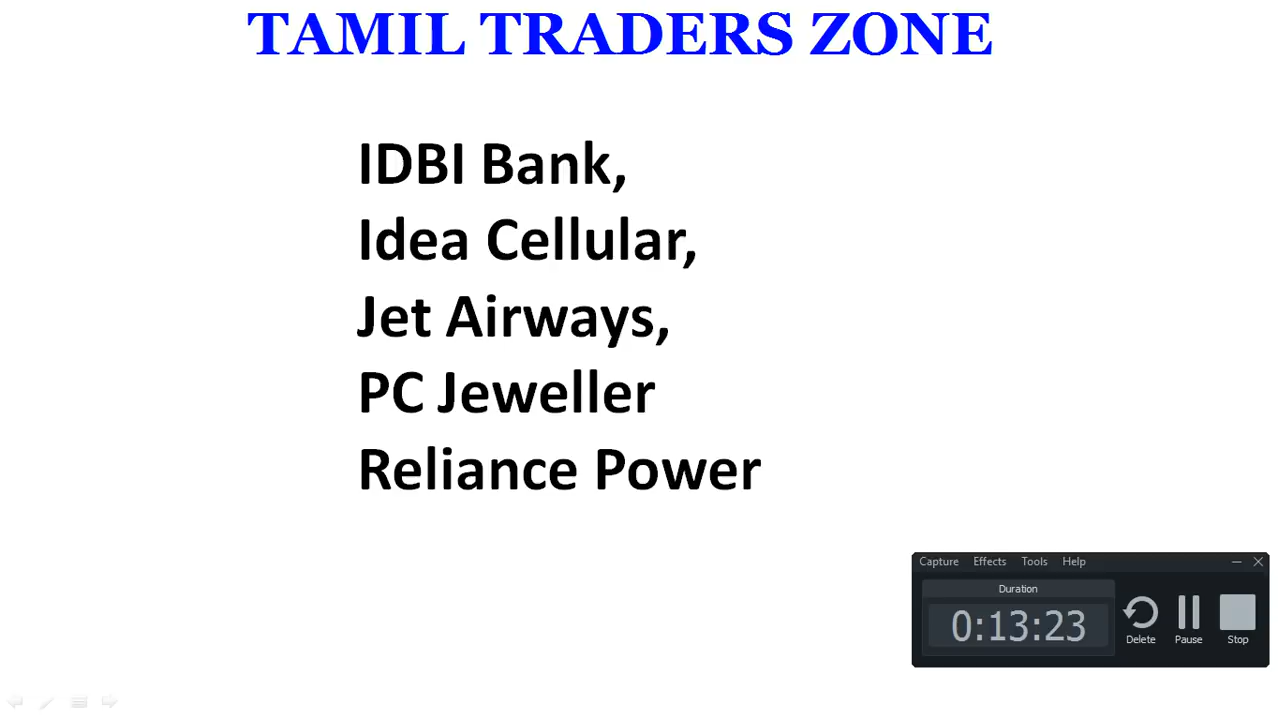 TAMIL TRADERS ZONE
IDBI Bank,
Idea Cellular,
Jet Airways,
PC Jeweller
Reliance Power
Capture Effects Tools Help
Duration
0:13:23
Delete Pause Stop